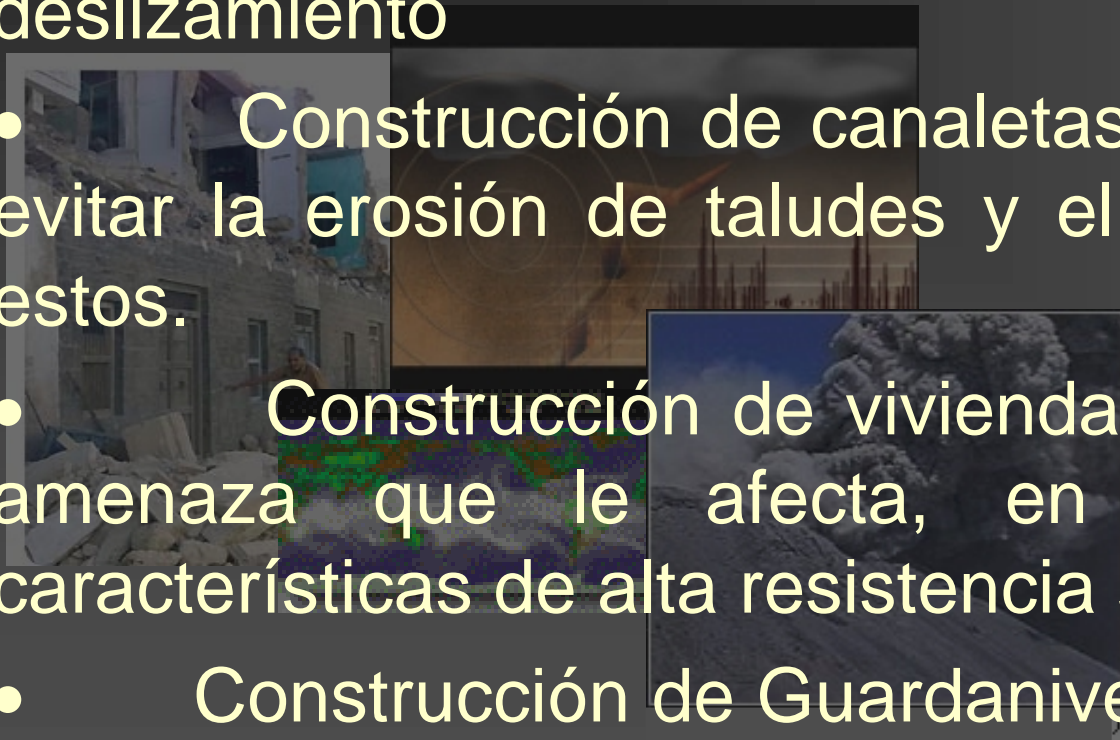 deslizamiento
• Construcción de canaletas
evitar la erosión de taludes y el
estos.
• Construcción de vivienda
amenaza que le afecta, en
características de alta resistencia
• Construcción de Guardanive